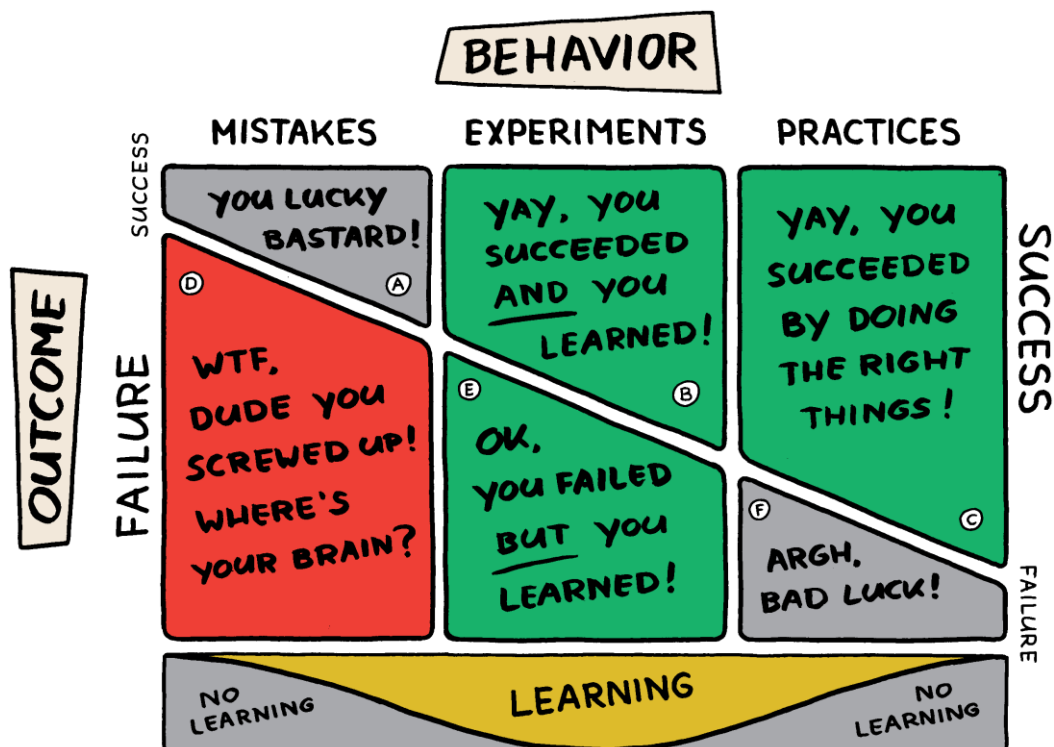 BEHAVIOR
MISTAKES
EXPERIMENTS
PRACTICES
OUTCOME
SUCCESS
FAILURE
SUCCESS
FAILURE
YOU LUCKY
BASTARD!
A
YAY, YOU
SUCCEEDED
AND YOU
LEARNED!
B
YAY, YOU
SUCCEEDED
BY DOING
THE RIGHT
THINGS!
C
D
WTF,
DUDE YOU
SCREWED UP!
WHERE'S
YOUR BRAIN?
E
OK,
YOU FAILED
BUT YOU
LEARNED!
F
ARGH,
BAD LUCK!
NO
LEARNING
LEARNING
NO
LEARNING